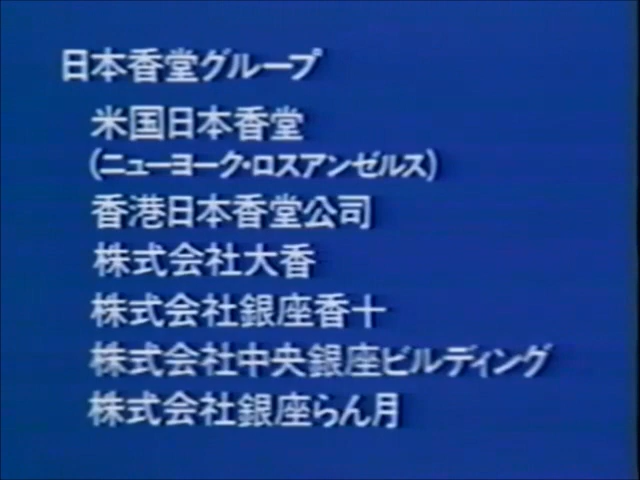 日本香堂グループ
米国日本香堂
(ニューヨーク・ロスアンゼルス)
香港日本香堂公司
株式会社大香
株式会社銀座香十
株式会社中央銀座ビルディング
株式会社銀座らん月